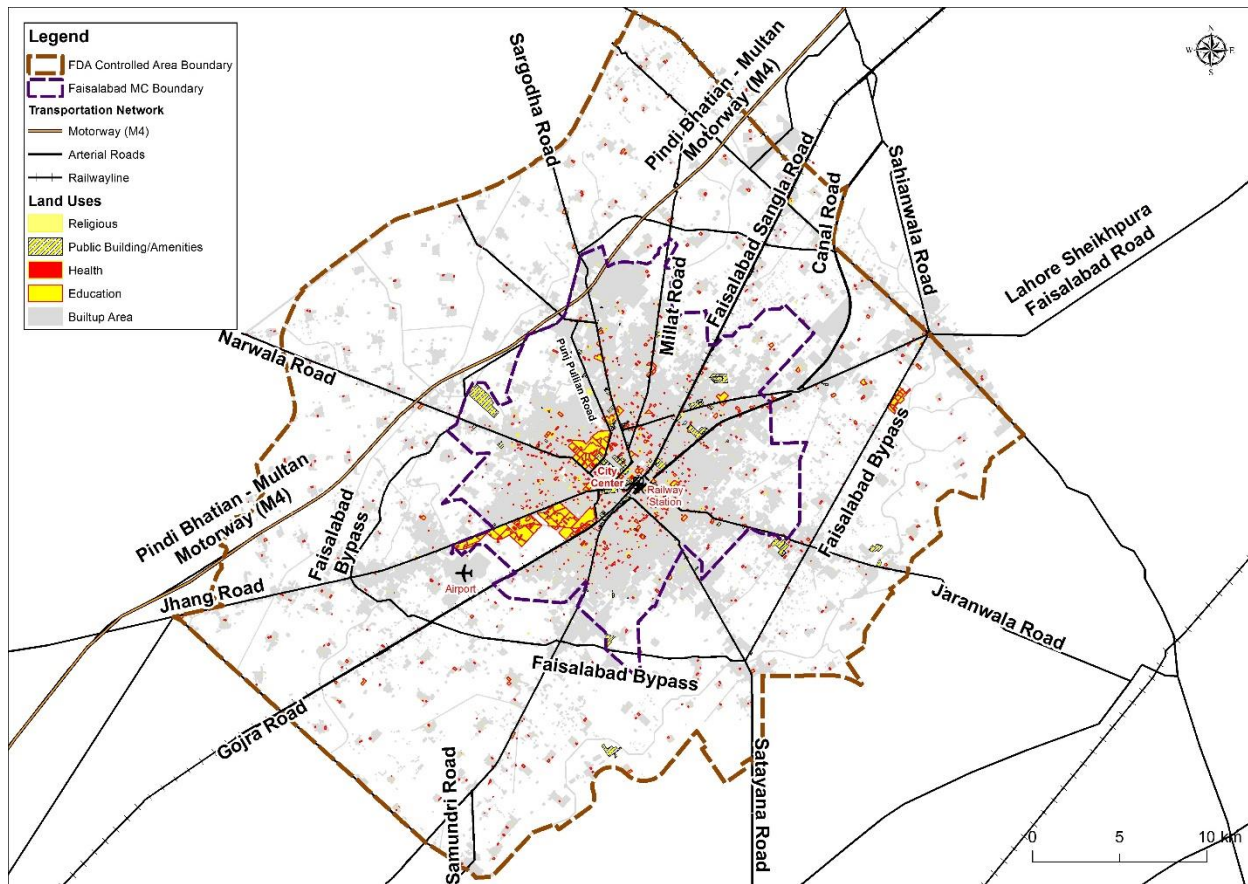 Legend
FDA Controlled Area Boundary
Faisalabad MC Boundary
Transportation Network
Motorway (M4)
Arterial Roads
Railwayline
Land Uses
Religious
Public Building/Amenities
Health
Education
Builtup Area
N
W
E
S
Sargodha Road
Pindi Bhatian - Multan
Motorway (M4)
Faisalabad Sangla Road
Canal Road
Sahianwala Road
Lahore Sheikhpura
Faisalabad Road
Millat Road
Punj Pullian Road
Narwala Road
City
Center
Railway
Station
Faisalabad Bypass
Pindi Bhatian - Multan
Motorway (M4)
Faisalabad
Bypass
Airport
Jhang Road
Jaranwala Road
Faisalabad Bypass
Gojra Road
Samundri Road
Satayana Road
0
5
10 km